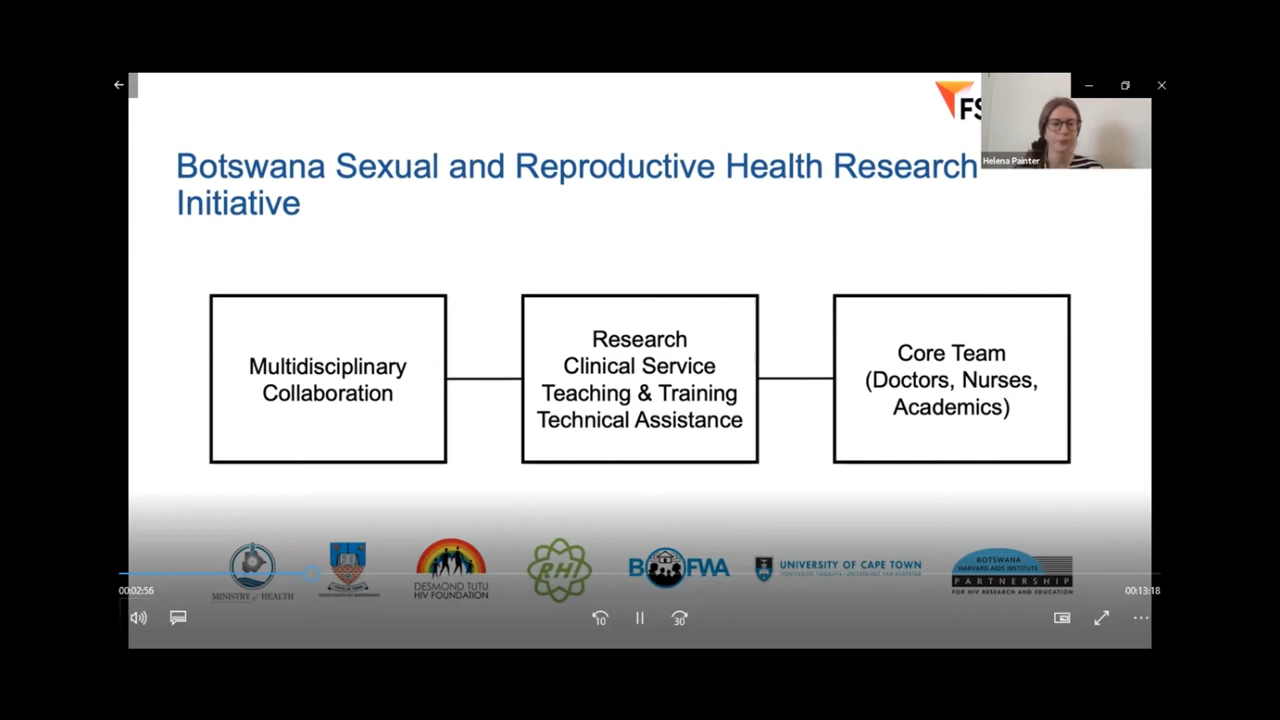 FS
Helena Painter
Botswana Sexual and Reproductive Health Research
Initiative
Multidisciplinary
Collaboration
Research
Clinical Service
Teaching & Training
Technical Assistance
Core Team
(Doctors, Nurses,
Academics)
MINISTRY of HEALTH
DESMOND TUTU
HIV FOUNDATION
RHI
BOFWA
UNIVERSITY OF CAPE TOWN
BOTSWANA
HARVARD AIDS INSTITUTE
PARTNERSHIP
FOR HIV RESEARCH AND EDUCATION
00:02:56
00:13:18
10
30